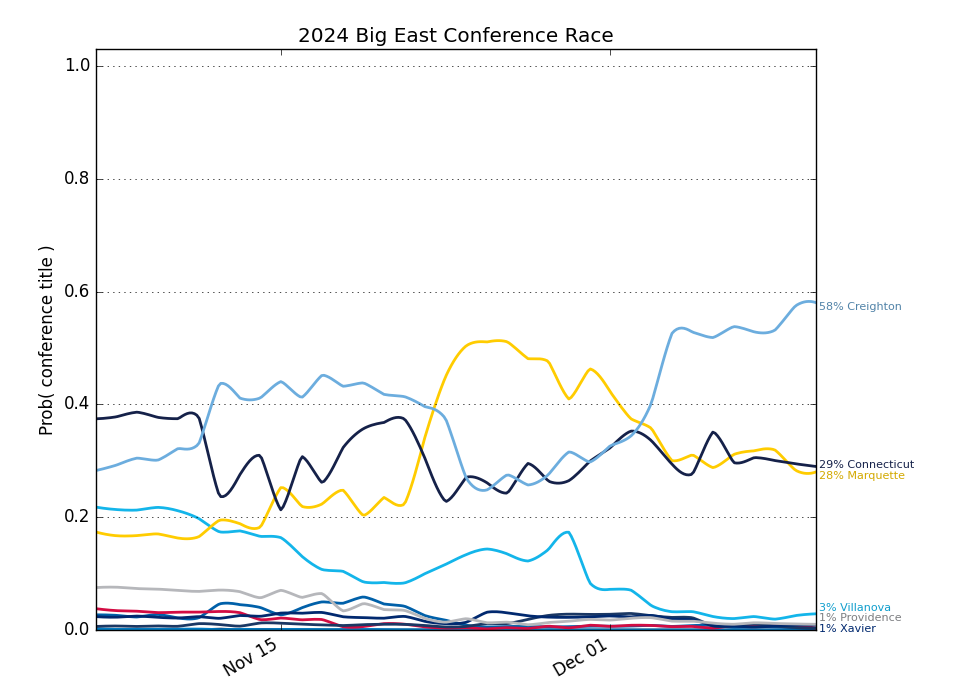 2024 Big East Conference Race
Prob( conference title )
1.0
0.8
0.6
0.4
0.2
0.0
58% Creighton
29% Connecticut
28% Marquette
3% Villanova
1% Providence
1% Xavier
Nov 15
Dec 01